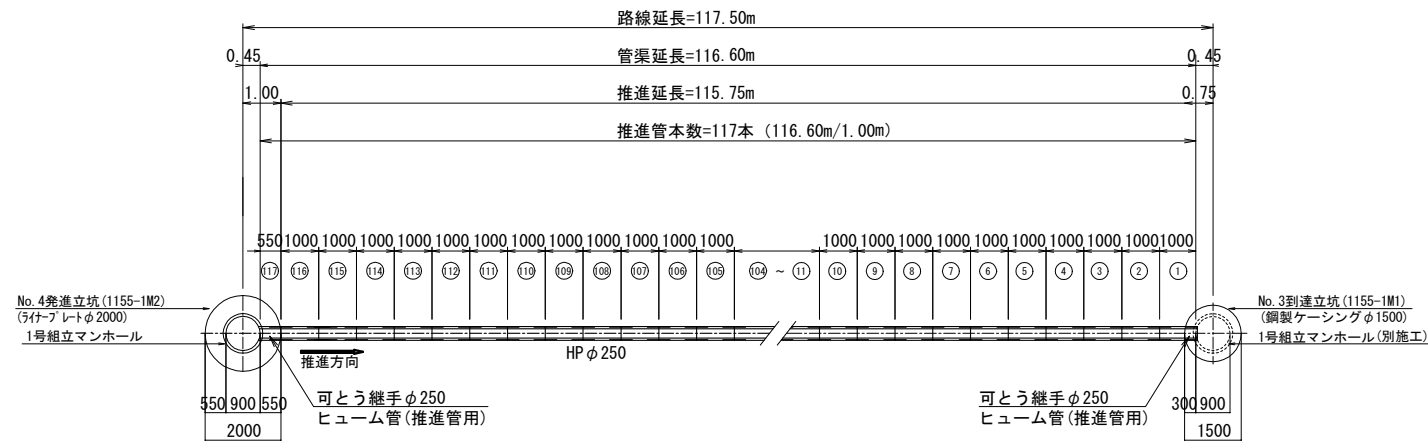 路線延長=117.50m
0.45 管渠延長=116.60m 0.45
1.00 推進延長=115.75m 0.75
推進管本数=117本 (116.60m/1.00m)
550 1000 1000 1000 1000 1000 1000 1000 1000 1000 1000 1000 1000 1000 1000 1000 1000 1000 1000 1000 1000 1000 1000
117 116 115 114 113 112 111 110 109 108 107 106 105 104 ~ 11 10 9 8 7 6 5 4 3 2 1
No.4発進立坑(1155-1M2)
(ライナープレートφ2000)
1号組立マンホール
No.3到達立坑(1155-1M1)
(鋼製ケーシングφ1500)
1号組立マンホール(別施工)
推進方向
HPφ250
可とう継手φ250
ヒューム管(推進管用)
可とう継手φ250
ヒューム管(推進管用)
550 900 550
2000
300 900
1500